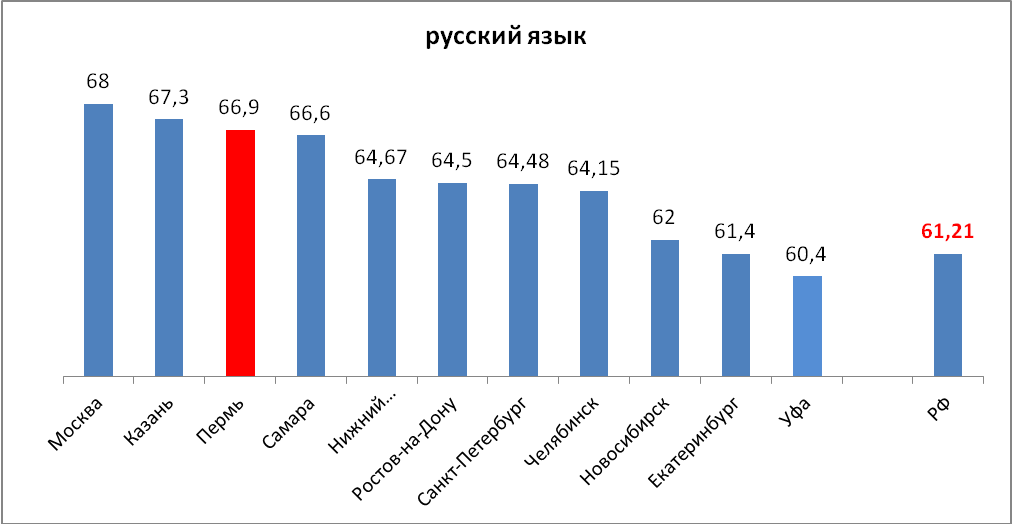 русский язык
68
67,3
66,9
66,6
64,67
64,5
64,48
64,15
62
61,4
60,4
61,21
Москва
Казань
Пермь
Самара
Нижний...
Ростов-на-Дону
Санкт-Петербург
Челябинск
Новосибирск
Екатеринбург
Уфа
РФ